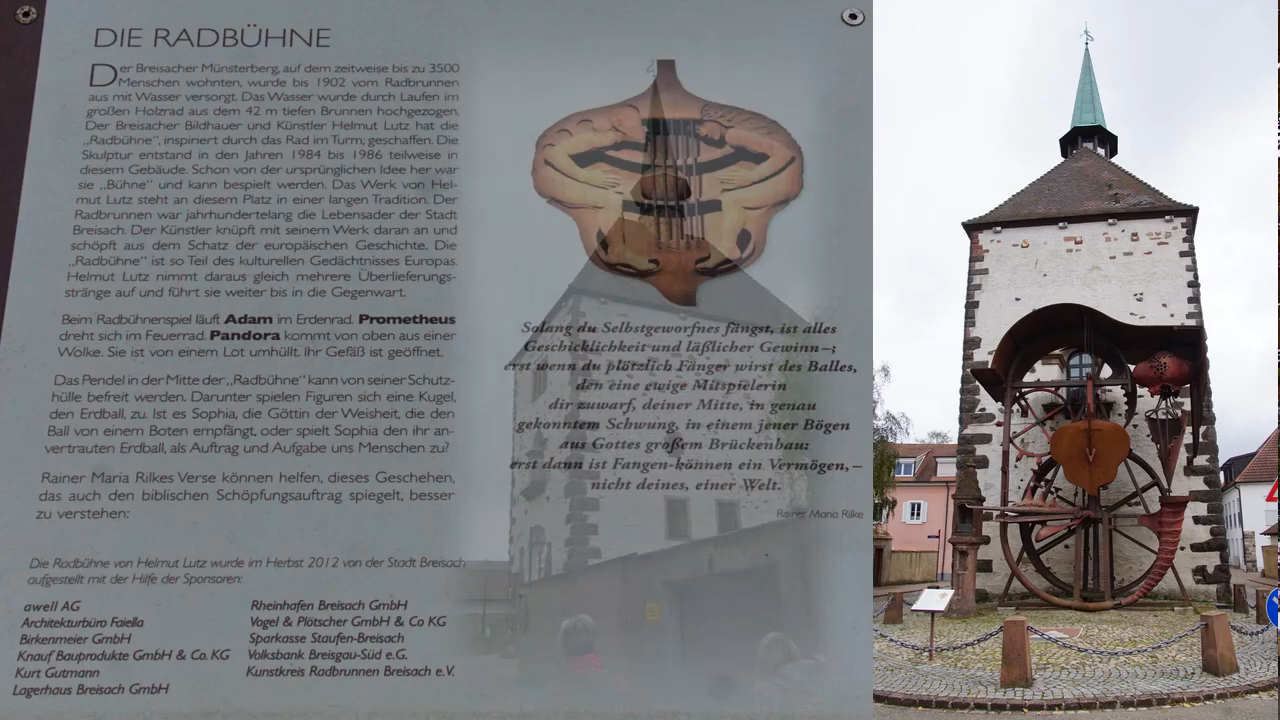 DIE RADBÜHNE
Der Breisacher Münsterberg, auf dem zeitweise bis zu 3500
Menschen wohnten, wurde bis 1902 vom Radbrunnen
aus mit Wasser versorgt. Das Wasser wurde durch Laufen im
großen Holzrad aus dem 42 m tiefen Brunnen hochgezogen.
Der Breisacher Bildhauer und Künstler Helmut Lutz hat die
„Radbühne“, inspiriert durch das Rad im Turm, geschaffen. Die
Skulptur entstand in den Jahren 1984 bis 1986 teilweise in
diesem Gebäude. Schon von der ursprünglichen Idee her war
sie „Bühne“ und kann bespielt werden. Das Werk von Hel-
mut Lutz steht an diesem Platz in einer langen Tradition. Der
Radbrunnen war jahrhundertelang die Lebensader der Stadt
Breisach. Der Künstler knüpft mit seinem Werk daran an und
schöpft aus dem Schatz der europäischen Geschichte. Die
„Radbühne“ ist so Teil des kulturellen Gedächtnisses Europas.
Helmut Lutz nimmt daraus gleich mehrere Überlieferungs-
stränge auf und führt sie weiter bis in die Gegenwart.
Beim Radbühnenspiel läuft Adam im Erdenrad. Prometheus
dreht sich im Feuerrad. Pandora kommt von oben aus einer
Wolke. Sie ist von einem Lot umhüllt. Ihr Gefäß ist geöffnet.
Das Pendel in der Mitte der „Radbühne“ kann von seiner Schutz-
hülle befreit werden. Darunter spielen Figuren sich eine Kugel,
den Erdball, zu. Ist es Sophia, die Göttin der Weisheit, die den
Ball von einem Boten empfängt, oder spielt Sophia den ihr an-
vertrauten Erdball, als Auftrag und Aufgabe uns Menschen zu?
Rainer Maria Rilkes Verse können helfen, dieses Geschehen,
das auch den biblischen Schöpfungsauftrag spiegelt, besser
zu verstehen:
Solang du Selbstgeworfnes fängst, ist alles
Geschicklichkeit und läßlicher Gewinn–;
erst wenn du plötzlich Fänger wirst des Balles,
den eine ewige Mitspielerin
dir zuwarf, deiner Mitte, in genau
gekonntem Schwung, in einem jener Bögen
aus Gottes großem Brückenbau:
erst dann ist Fangen-können ein Vermögen,–
nicht deines, einer Welt.
Rainer Maria Rilke
Die Radbühne von Helmut Lutz wurde im Herbst 2012 von der Stadt Breisach
aufgestellt mit der Hilfe der Sponsoren:
awell AG
Architekturbüro Faiella
Birkenmeier GmbH
Knauf Bauprodukte GmbH & Co. KG
Kurt Gutmann
Lagerhaus Breisach GmbH
Rheinhafen Breisach GmbH
Vogel & Plötscher GmbH & Co KG
Sparkasse Staufen-Breisach
Volksbank Breisgau-Süd e.G.
Kunstkreis Radbrunnen Breisach e.V.